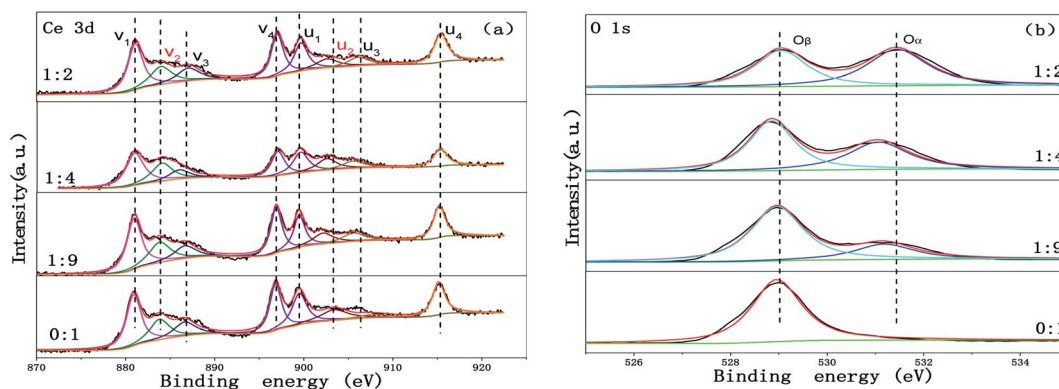 Ce 3d
(a)
v1
v2
v3
v4
u1
u2
u3
u4
1:2
1:4
1:9
0:1
Intensity(a.u.)
870 880 890 900 910 920
Binding energy (eV)
O 1s
(b)
Oβ
Oα
1:2
1:4
1:9
0:1
Intensity(a.u.)
526 528 530 532 534
Binding energy (eV)